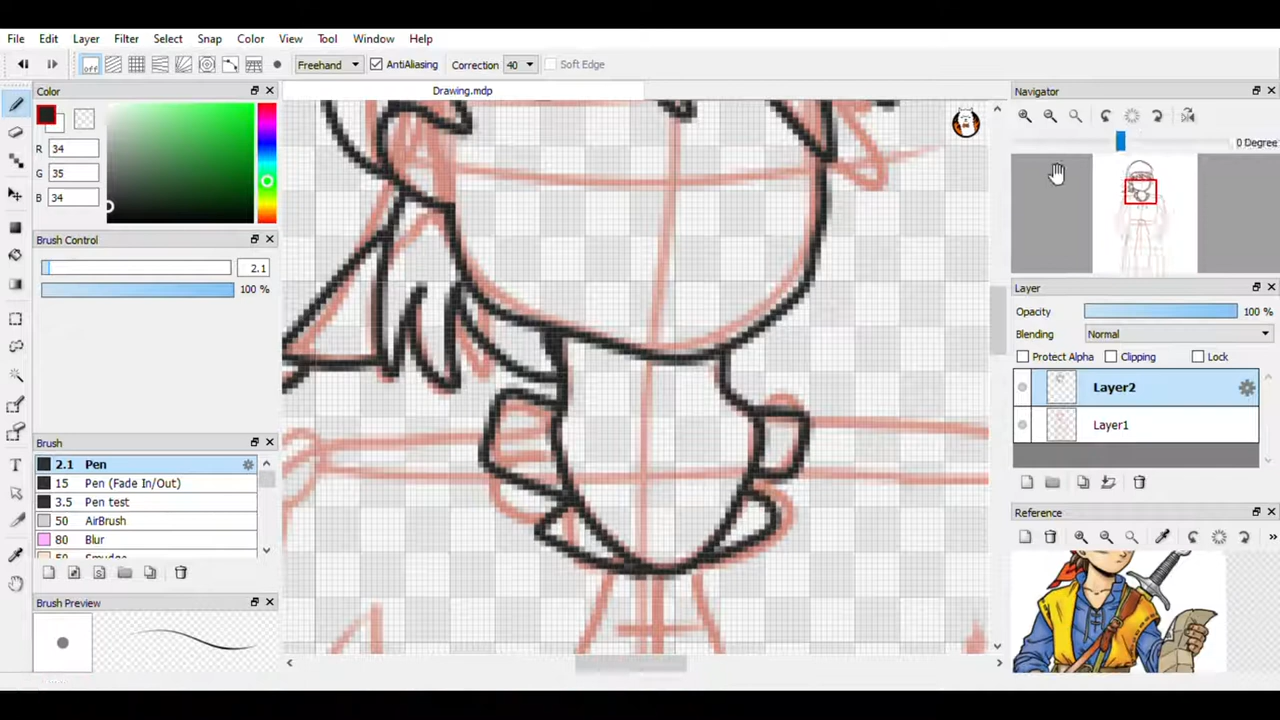 File Edit Layer Filter Select Snap Color View Tool Window Help
off Freehand AntiAliasing Correction 40 Soft Edge
Color
R 34
G 35
B 34
Brush Control
2.1
100 %
Brush
2.1 Pen
15 Pen (Fade In/Out)
3.5 Pen test
50 AirBrush
80 Blur
50 Smudge
Brush Preview
Drawing.mdp
Navigator
0 Degree
Layer
Opacity 100 %
Blending Normal
Protect Alpha Clipping Lock
Layer2
Layer1
Reference